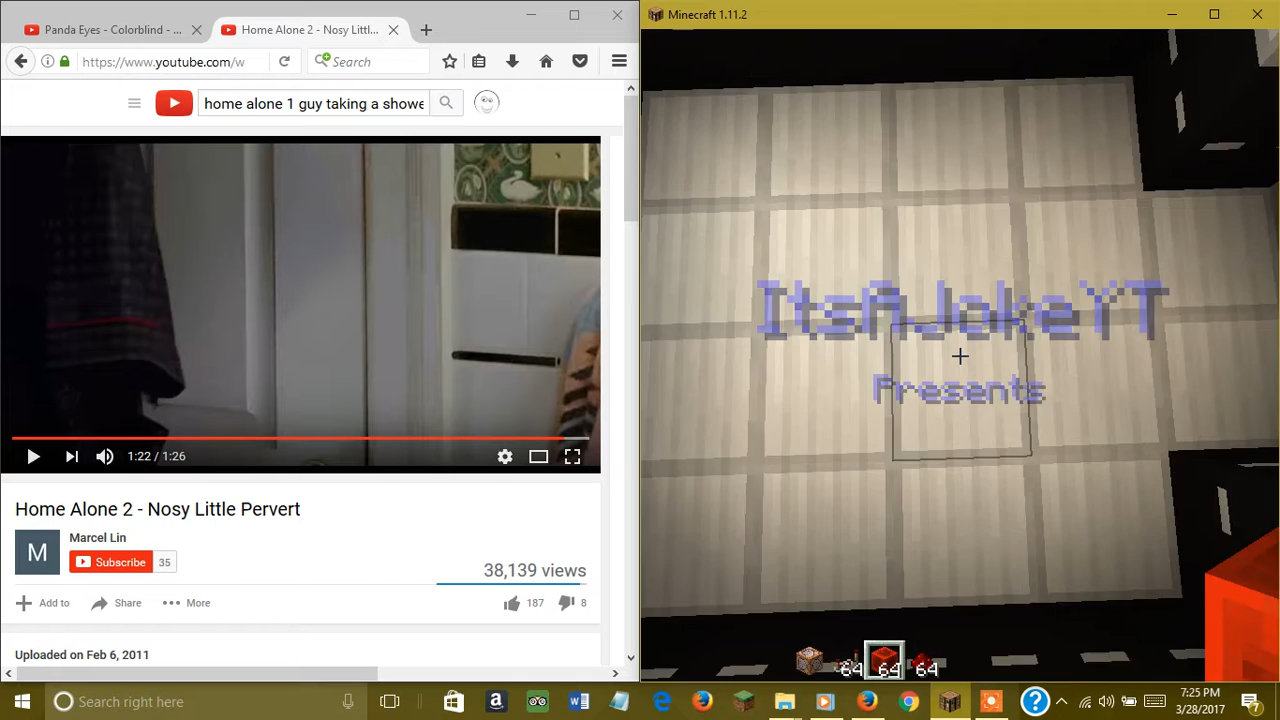 Panda Eyes - Colorblind - ...
Home Alone 2 - Nosy Little...
Minecraft 1.11.2
https://www.youtube.com/w
Search
home alone 1 guy taking a showe
ItsAJokeYT
Presents
1:22 / 1:26
Home Alone 2 - Nosy Little Pervert
M
Marcel Lin
Subscribe 35
38,139 views
Add to
Share
More
187
8
Uploaded on Feb 6, 2011
64
64
64
Search right here
7:25 PM
3/28/2017
7